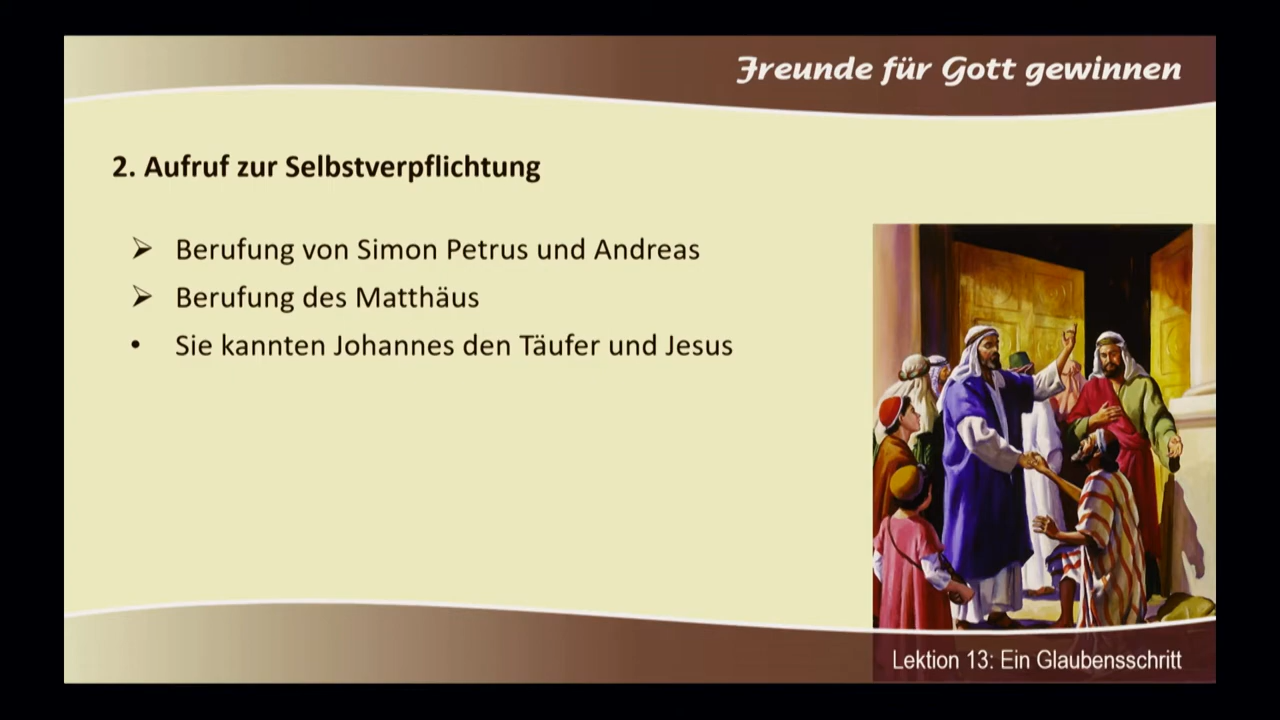 Freunde für Gott gewinnen
2. Aufruf zur Selbstverpflichtung
➢ Berufung von Simon Petrus und Andreas
➢ Berufung des Matthäus
• Sie kannten Johannes den Täufer und Jesus
Lektion 13: Ein Glaubensschritt